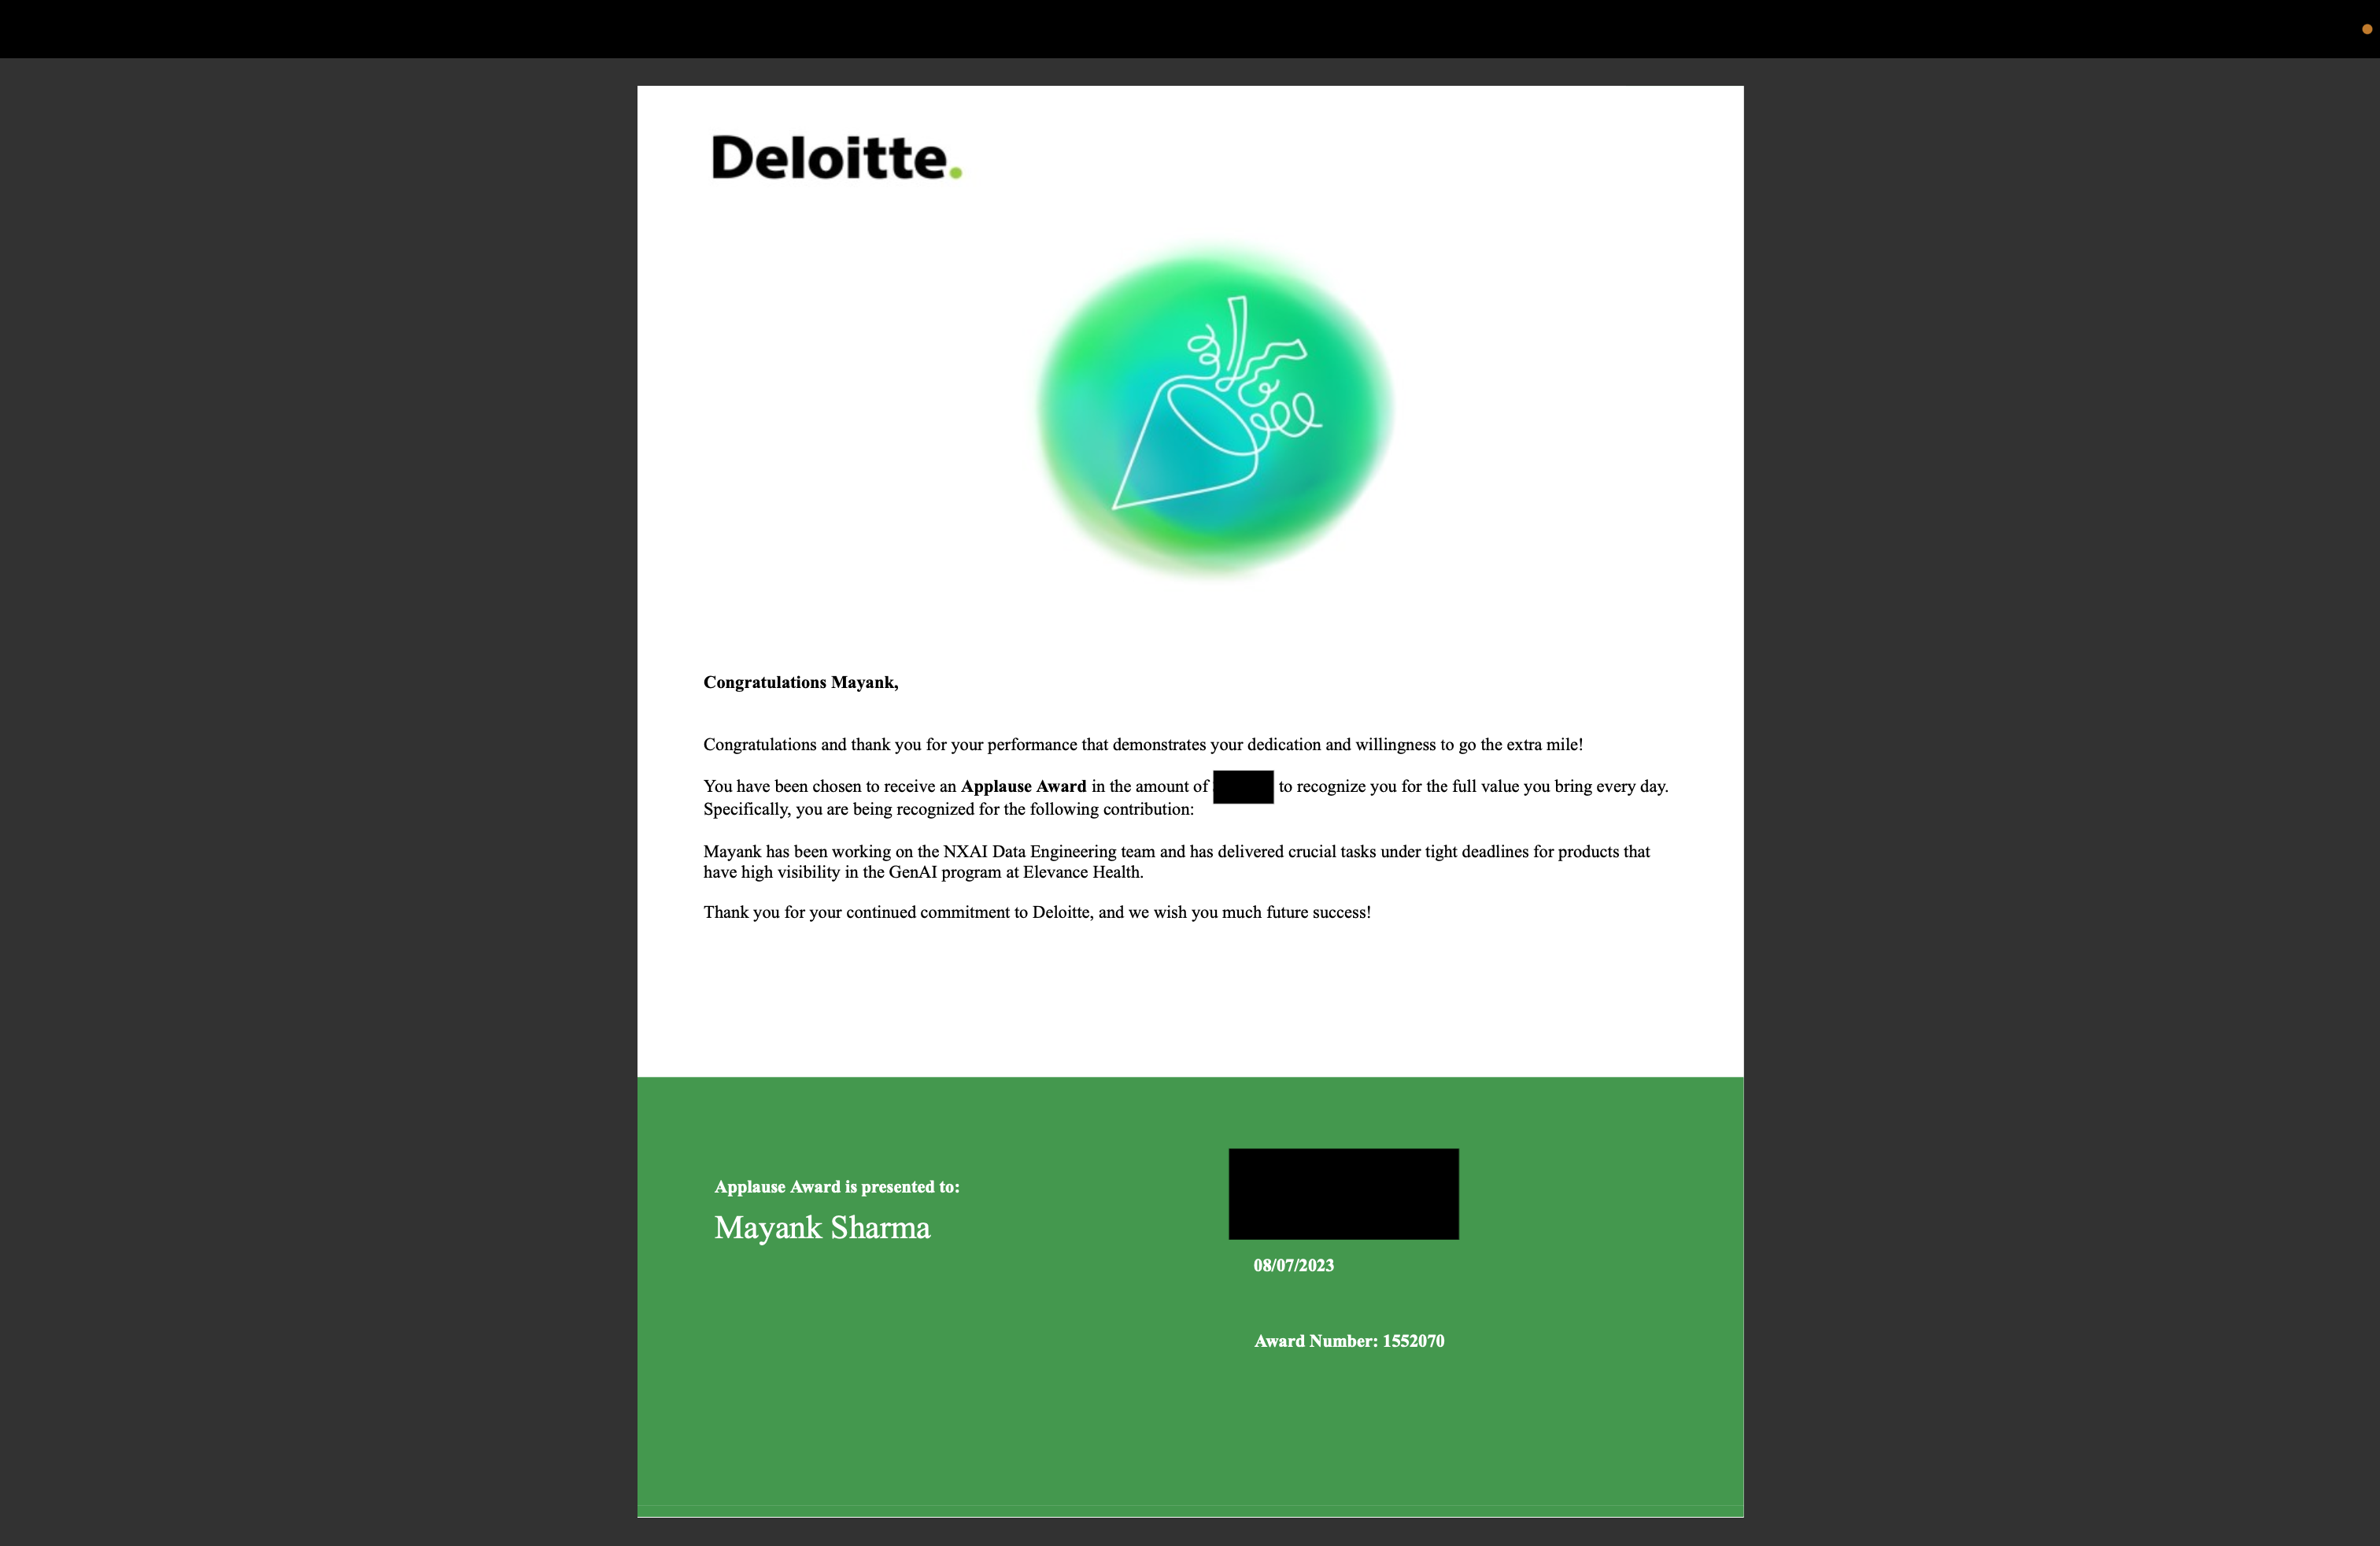 Deloitte.
Congratulations Mayank,
Congratulations and thank you for your performance that demonstrates your dedication and willingness to go the extra mile!
You have been chosen to receive an Applause Award in the amount of to recognize you for the full value you bring every day.
Specifically, you are being recognized for the following contribution:
Mayank has been working on the NXAI Data Engineering team and has delivered crucial tasks under tight deadlines for products that
have high visibility in the GenAI program at Elevance Health.
Thank you for your continued commitment to Deloitte, and we wish you much future success!
Applause Award is presented to:
Mayank Sharma
08/07/2023
Award Number: 1552070